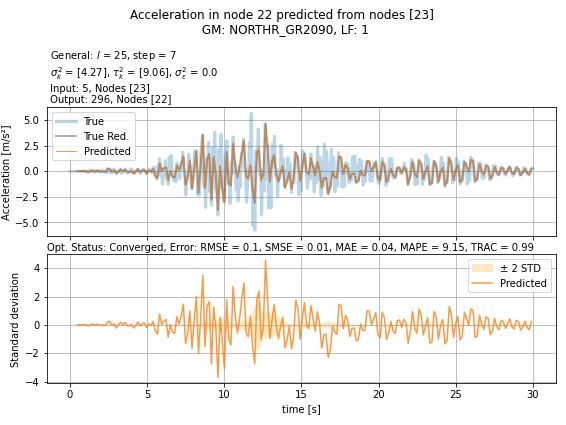 Acceleration in node 22 predicted from nodes [23]
GM: NORTHR_GR2090, LF: 1
General: l = 25, step = 7
σ²ₖ = [4.27], τ²ₖ = [9.06], σ²ε = 0.0
Input: 5, Nodes [23]
Output: 296, Nodes [22]
Acceleration [m/s²]
5.0
2.5
0.0
−2.5
−5.0
True
True Red.
Predicted
Opt. Status: Converged, Error: RMSE = 0.1, SMSE = 0.01, MAE = 0.04, MAPE = 9.15, TRAC = 0.99
Standard deviation
4
2
0
−2
−4
± 2 STD
Predicted
0 5 10 15 20 25 30
time [s]